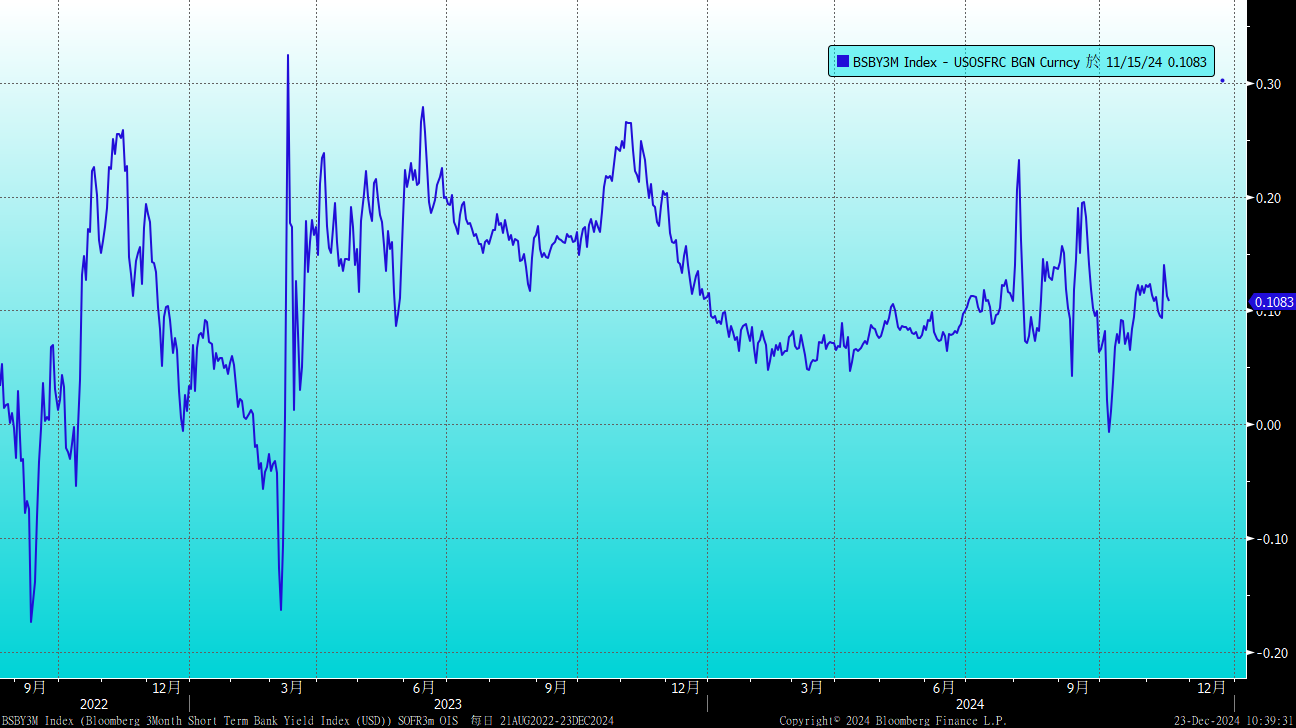 BSBY3M Index - USOSFRC BGN Curncy 於 11/15/24 0.1083
0.30
0.20
0.1083
0.10
0.00
-0.10
-0.20
9月 12月 3月 6月 9月 12月 3月 6月 9月 12月
2022 2023 2024
BSBY3M Index (Bloomberg 3Month Short Term Bank Yield Index (USD)) SOFR3m OIS 每日 21AUG2022-23DEC2024 Copyright© 2024 Bloomberg Finance L.P. 23-Dec-2024 10:39:31